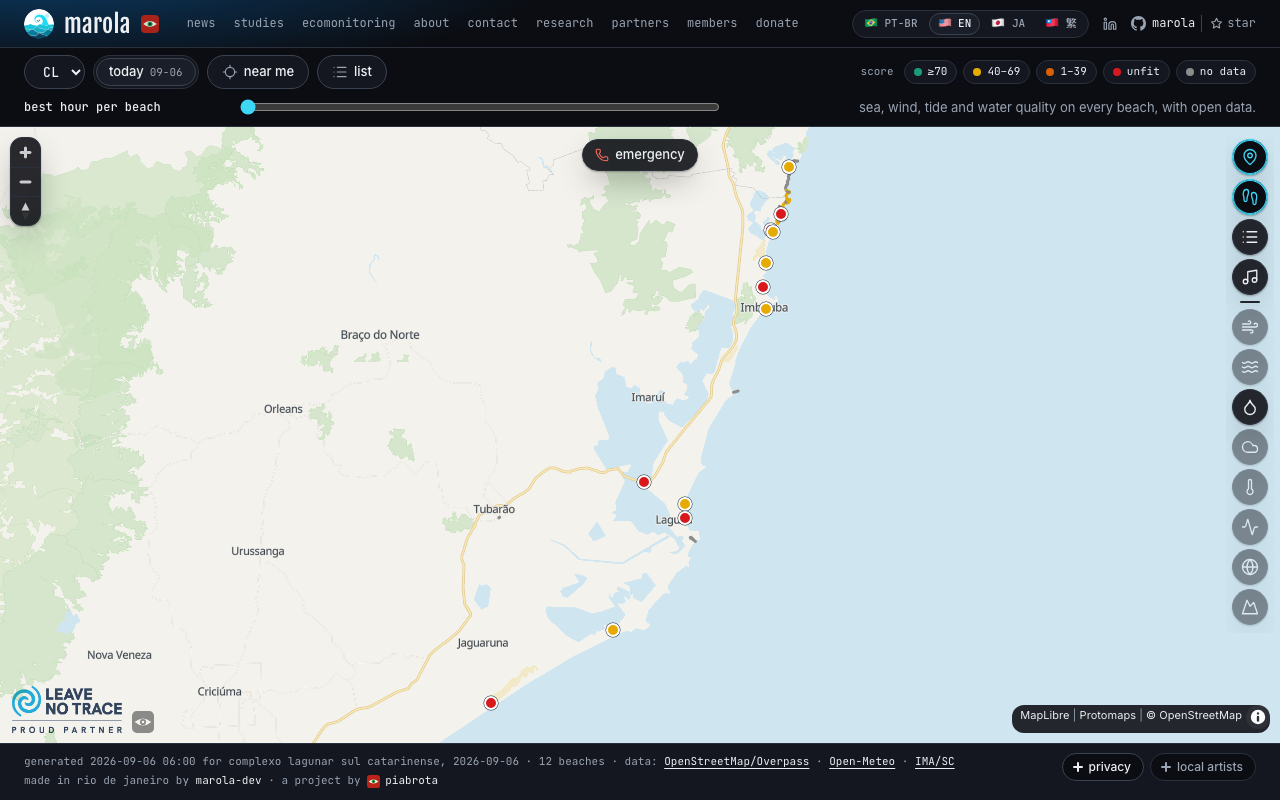 marola
news studies ecomonitoring about contact research partners members donate
PT-BR EN JA 繁
marola star
CL today 09-06 near me list
score ≥70 40–69 1–39 unfit no data
best hour per beach
sea, wind, tide and water quality on every beach, with open data.
emergency
Braço do Norte
Imaruí
Orleans
Tubarão
Urussanga
Jaguaruna
Nova Veneza
Criciúma
LEAVE
NO TRACE
PROUD PARTNER
MapLibre | Protomaps | © OpenStreetMap
generated 2026-09-06 06:00 for complexo lagunar sul catarinense, 2026-09-06 · 12 beaches · data: OpenStreetMap/Overpass · Open-Meteo · IMA/SC
made in rio de janeiro by marola-dev · a project by piabrota
privacy
local artists